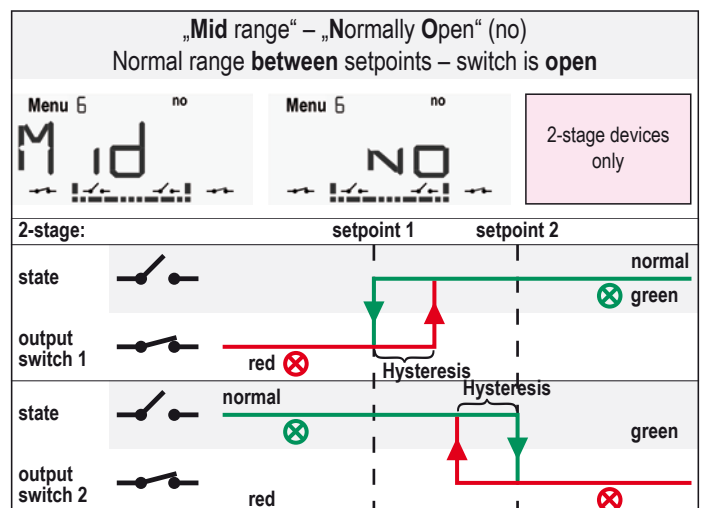 „Mid range“ – „Normally Open“ (no)
Normal range between setpoints – switch is open
Menu 6 no
Mid
Menu 6 no
NO
2-stage devices
only
2-stage: setpoint 1 setpoint 2
state normal
green
output
switch 1
red
Hysteresis
Hysteresis
state normal
green
output
switch 2
red